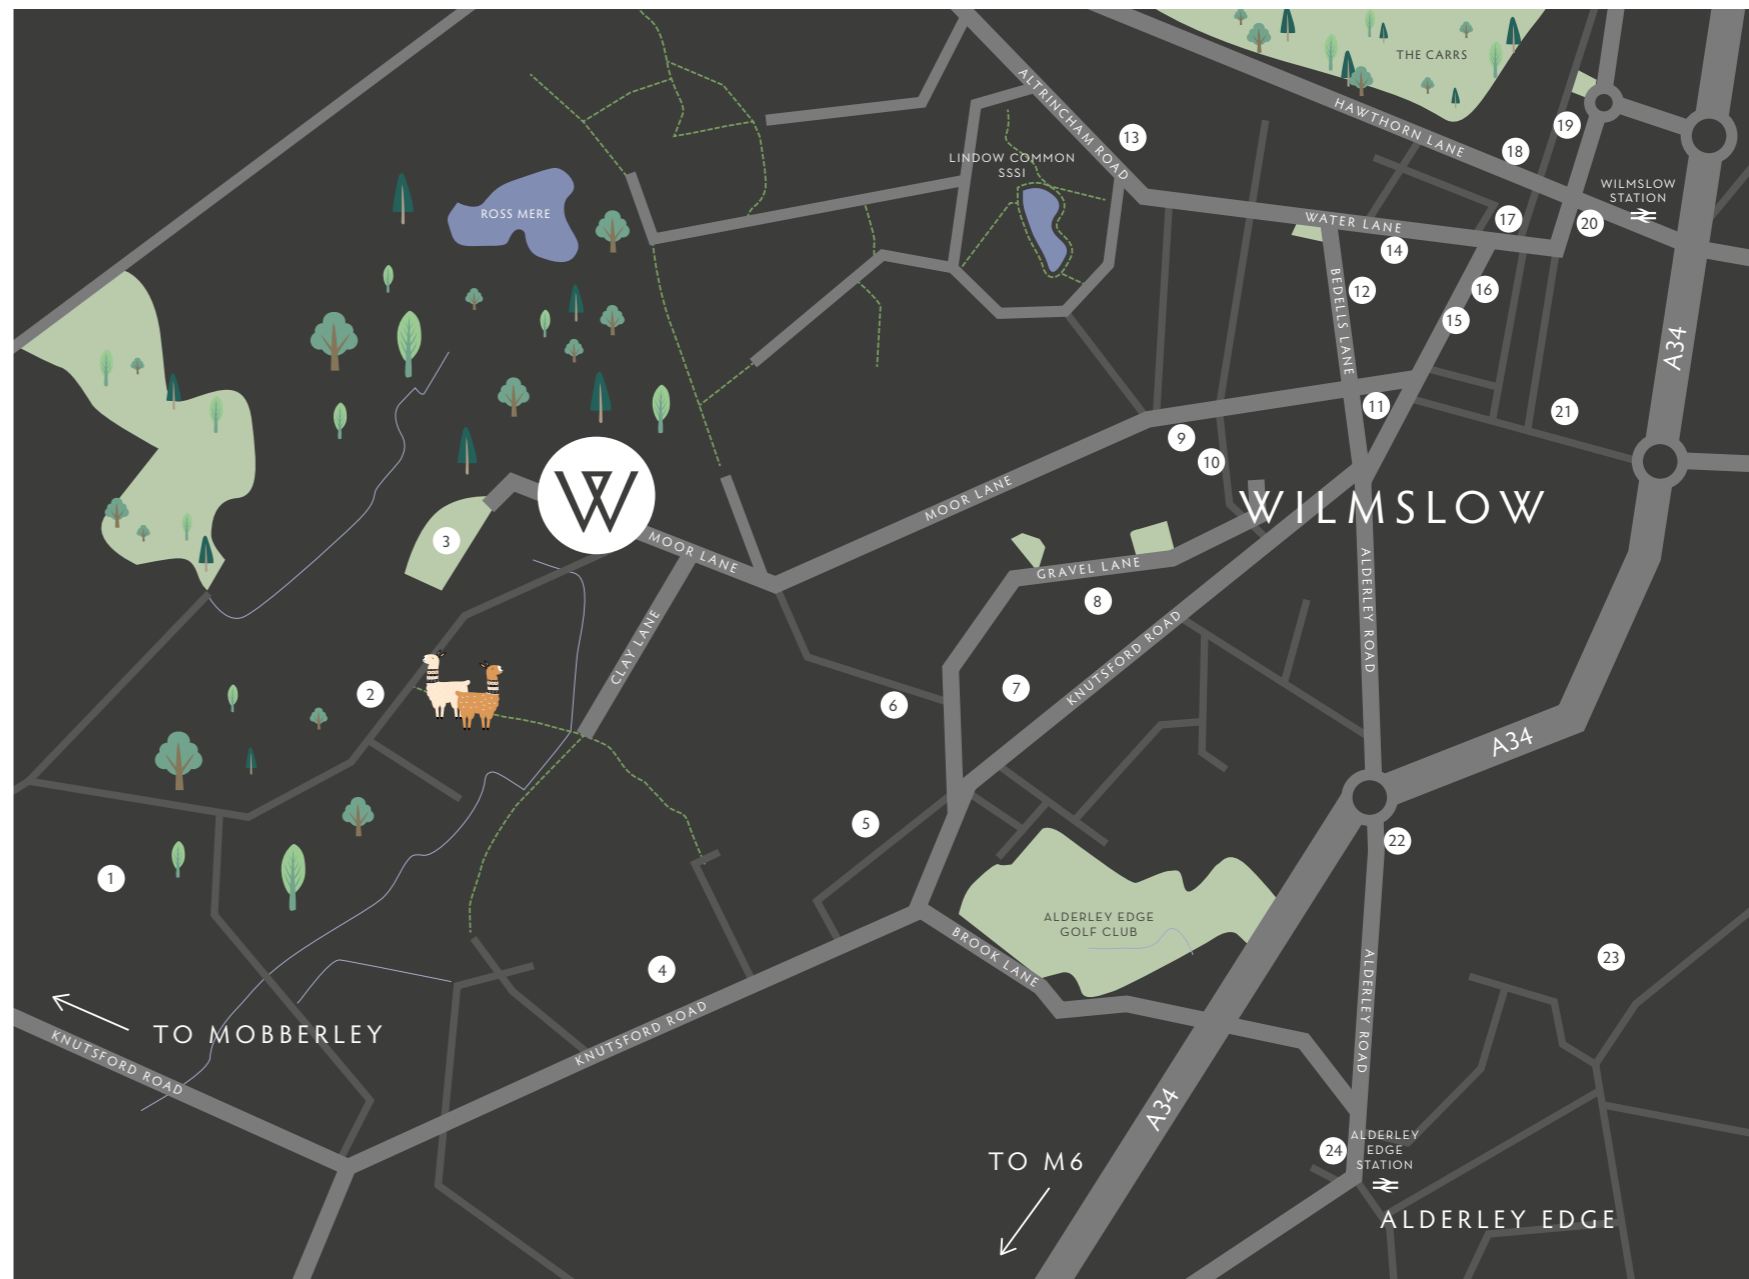 THE CARRS
ALTRINCHAM ROAD
HAWTHORN LANE
13
19
18
LINDOW COMMON
SSSI
WILMSLOW
STATION
ROSS MERE
WATER LANE
17
20
14
BEDELLS LANE
12
16
15
A34
11
21
9
10
W
MOOR LANE
WILMSLOW
3
MOOR LANE
GRAVEL LANE
8
ALDERLEY ROAD
CLAY LANE
KNUTSFORD ROAD
2
7
6
A34
5
22
1
ALDERLEY EDGE
GOLF CLUB
BROOK LANE
23
4
ALDERLEY ROAD
TO MOBBERLEY
KNUTSFORD ROAD
KNUTSFORD ROAD
A34
24
ALDERLEY
EDGE
STATION
TO M6
ALDERLEY EDGE